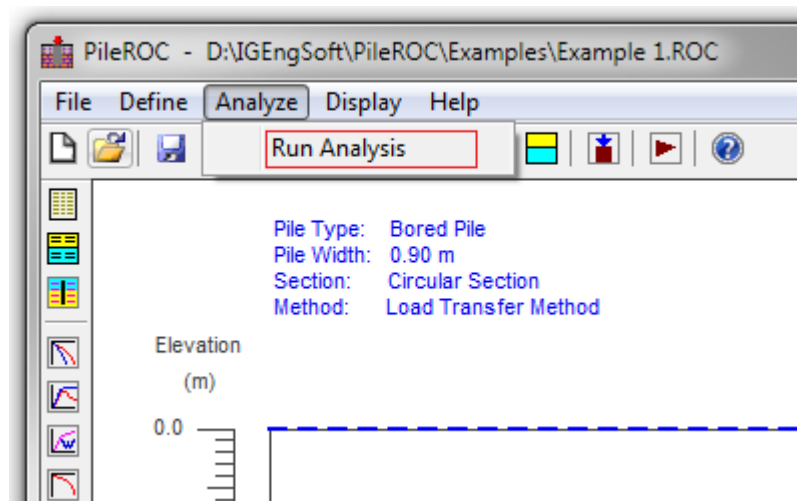 PileROC - D:\IGEngSoft\PileROC\Examples\Example 1.ROC
File Define Analyze Display Help
Run Analysis
Pile Type: Bored Pile
Pile Width: 0.90 m
Section: Circular Section
Method: Load Transfer Method
Elevation
(m)
0.0